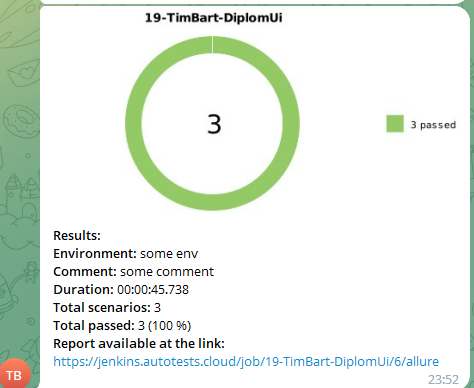 19-TimBart-DiplomUi
3
3 passed
Results:
Environment: some env
Comment: some comment
Duration: 00:00:45.738
Total scenarios: 3
Total passed: 3 (100 %)
Report available at the link:
https://jenkins.autotests.cloud/job/19-TimBart-DiplomUi/6/allure
TB
23:52